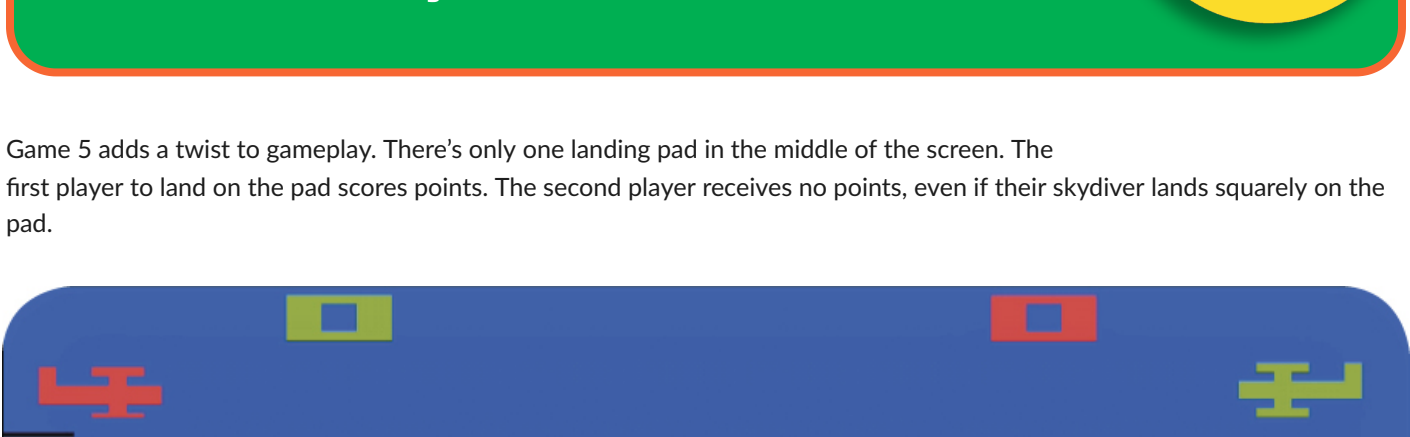 Game 5 adds a twist to gameplay. There’s only one landing pad in the middle of the screen. The
first player to land on the pad scores points. The second player receives no points, even if their skydiver lands squarely on the
pad.
0 0